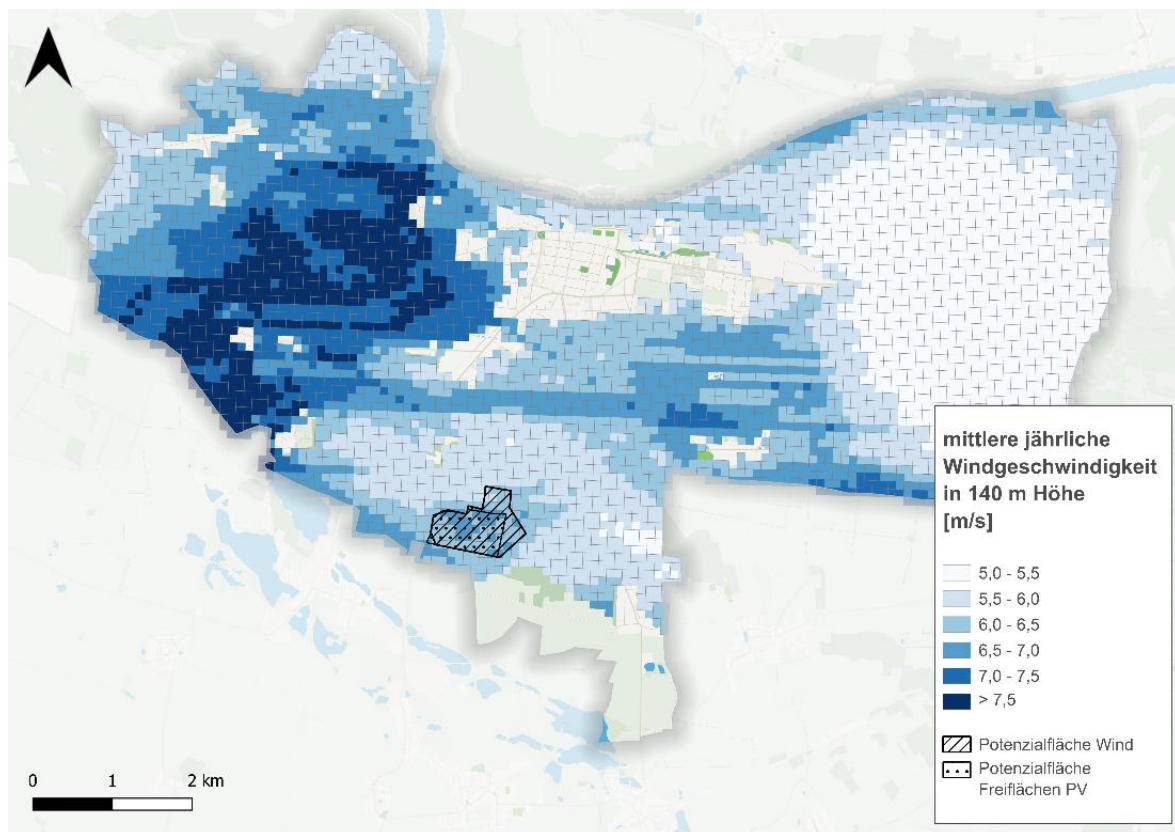 mittlere jährliche
Windgeschwindigkeit
in 140 m Höhe
[m/s]
5,0 - 5,5
5,5 - 6,0
6,0 - 6,5
6,5 - 7,0
7,0 - 7,5
> 7,5
Potenzialfläche Wind
Potenzialfläche
Freiflächen PV
0 1 2 km